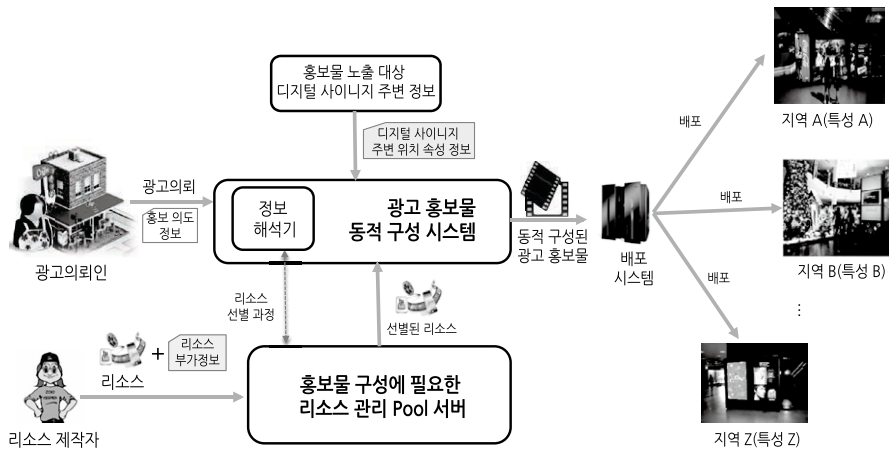 홍보물 노출 대상
디지털 사이니지 주변 정보
디지털 사이니지
주변 위치 속성 정보
광고의뢰
홍보 의도
정보
광고의뢰인
정보
해석기
광고 홍보물
동적 구성 시스템
동적 구성된
광고 홍보물
배포
시스템
배포
배포
배포
지역 A(특성 A)
지역 B(특성 B)
⋮
지역 Z(특성 Z)
리소스
선별 과정
선별된 리소스
리소스
+
리소스
부가정보
리소스 제작자
홍보물 구성에 필요한
리소스 관리 Pool 서버